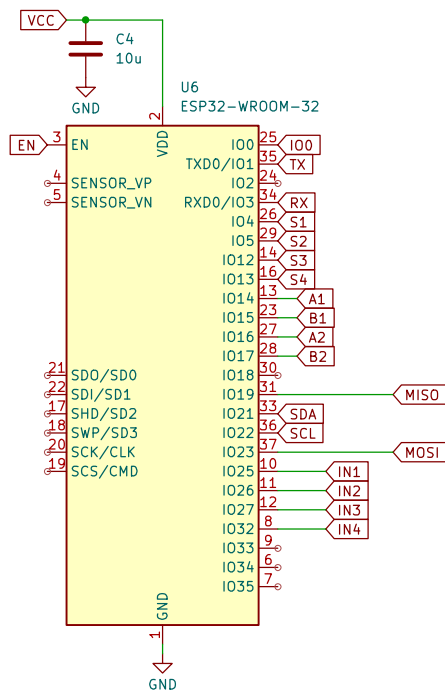 VCC
C4
10u
GND
U6
ESP32-WROOM-32
2
VDD
EN 3 EN
IO0 25 IO0
TXD0/IO1 35 TX
4 SENSOR_VP
IO2 24
5 SENSOR_VN
RXD0/IO3 34 RX
IO4 26 S1
IO5 29 S2
IO12 14 S3
IO13 16 S4
IO14 13 A1
IO15 23 B1
IO16 27 A2
IO17 28 B2
21 SDO/SD0
IO18 30
22 SDI/SD1
IO19 31 MISO
17 SHD/SD2
IO21 33 SDA
18 SWP/SD3
IO22 36 SCL
20 SCK/CLK
IO23 37 MOSI
19 SCS/CMD
IO25 10 IN1
IO26 11 IN2
IO27 12 IN3
IO32 8 IN4
IO33 9
IO34 6
IO35 7
GND
1
GND